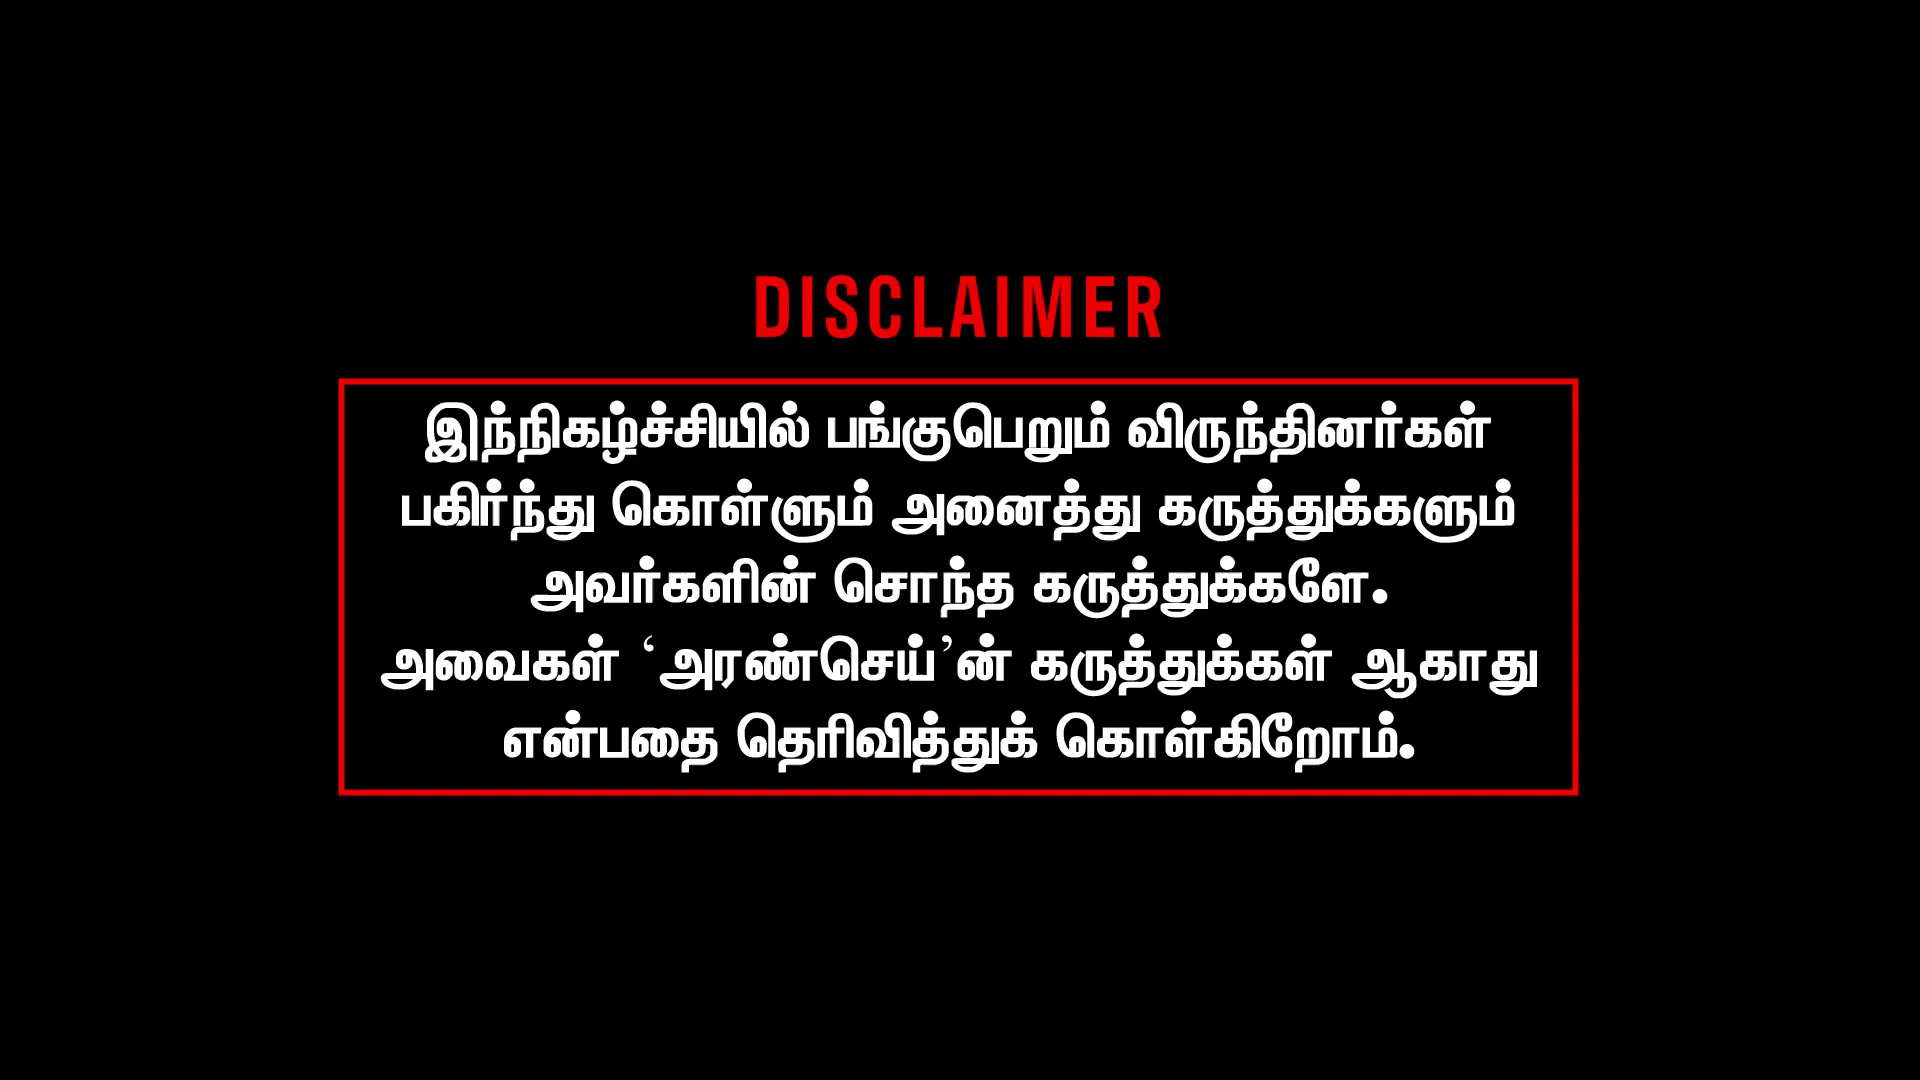 DISCLAIMER
இந்நிகழ்ச்சியில் பங்குபெறும் விருந்தினர்கள்
பகிர்ந்து கொள்ளும் அனைத்து கருத்துக்களும்
அவர்களின் சொந்த கருத்துக்களே.
அவைகள் ‘அரண்செய்’ன் கருத்துக்கள் ஆகாது
என்பதை தெரிவித்துக் கொள்கிறோம்.